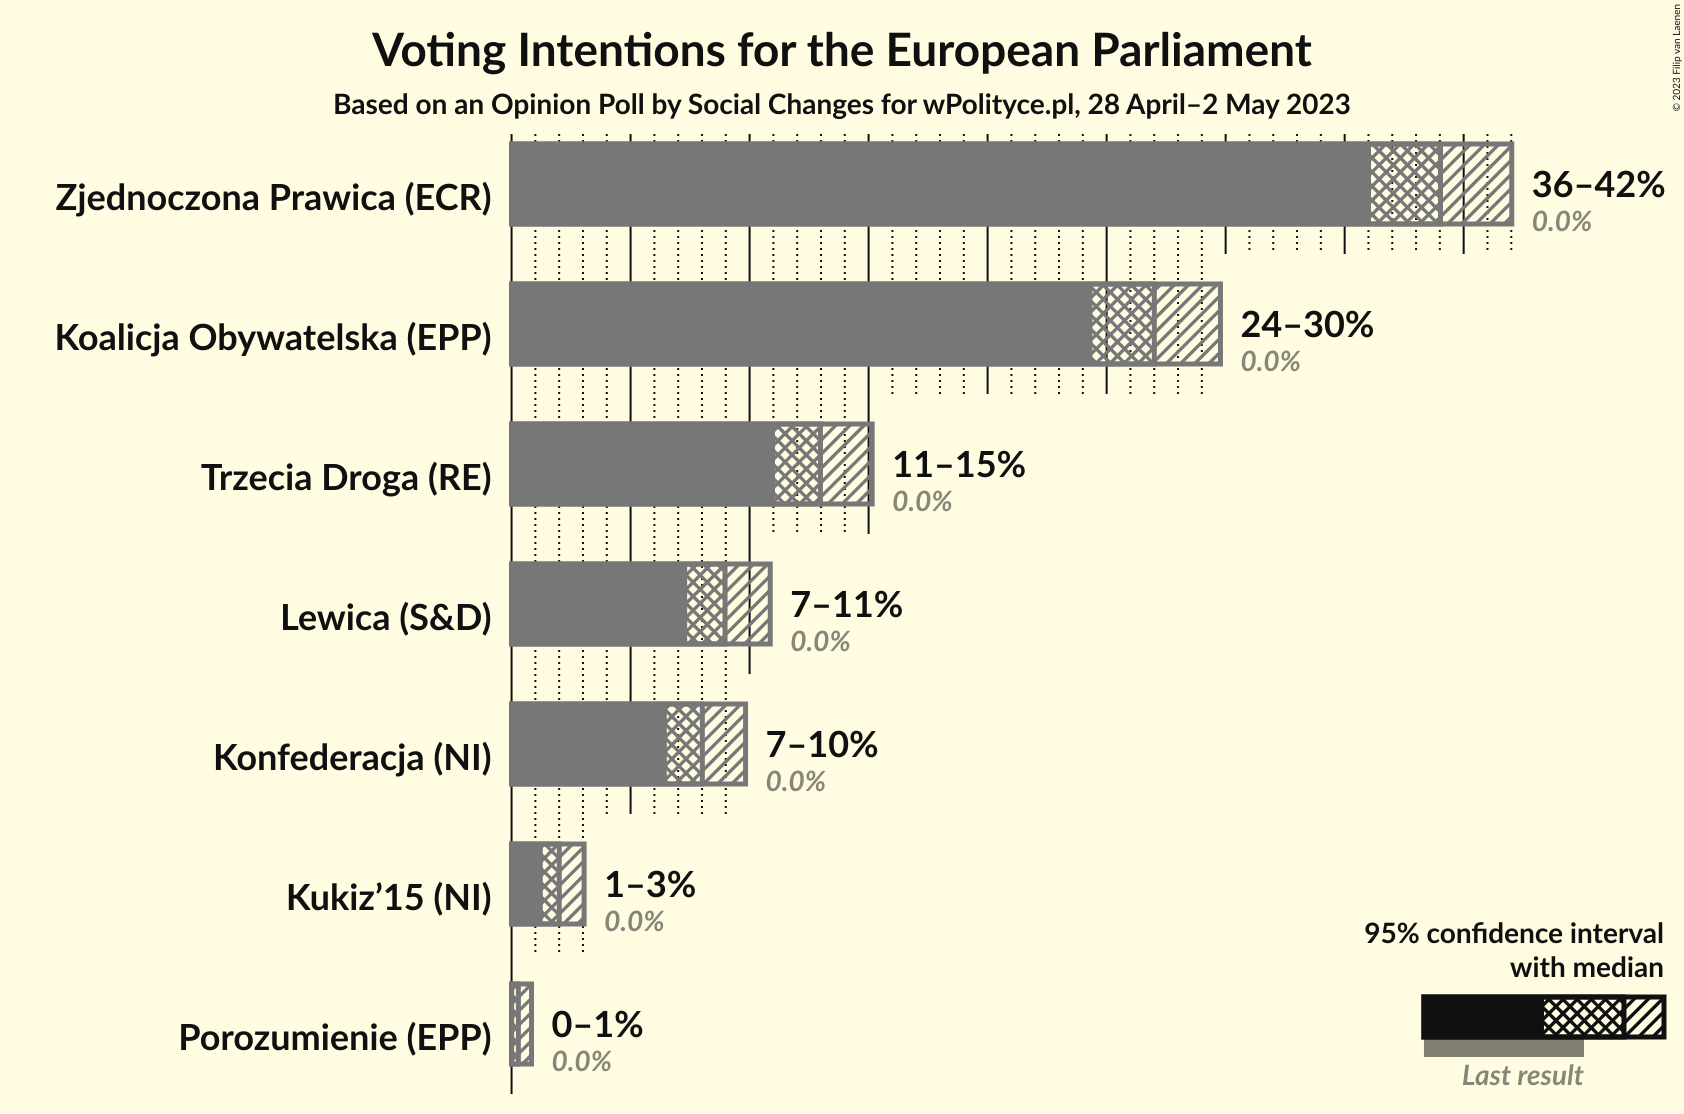 Voting Intentions for the European Parliament
Based on an Opinion Poll by Social Changes for wPolityce.pl, 28 April–2 May 2023
© 2023 Filip van Laenen
Zjednoczona Prawica (ECR)
36–42%
0.0%
Koalicja Obywatelska (EPP)
24–30%
0.0%
Trzecia Droga (RE)
11–15%
0.0%
Lewica (S&D)
7–11%
0.0%
Konfederacja (NI)
7–10%
0.0%
Kukiz’15 (NI)
1–3%
0.0%
Porozumienie (EPP)
0–1%
0.0%
95% confidence interval
with median
Last result